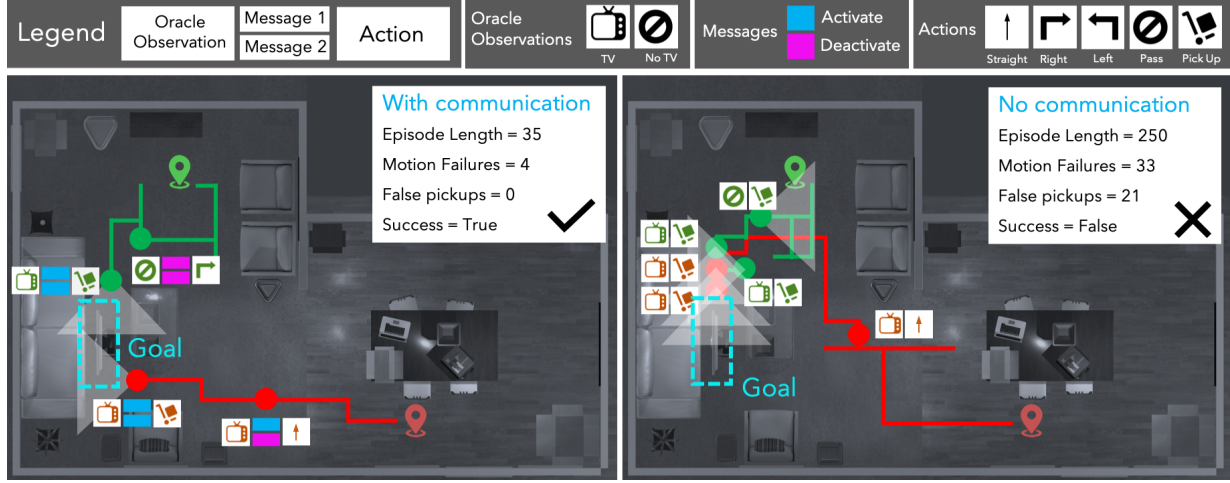 Legend
Oracle
Observation
Message 1
Message 2
Action
Oracle
Observations
TV
No TV
Messages
Activate
Deactivate
Actions
Straight
Right
Left
Pass
Pick Up
With communication
Episode Length = 35
Motion Failures = 4
False pickups = 0
Success = True
Goal
No communication
Episode Length = 250
Motion Failures = 33
False pickups = 21
Success = False
Goal